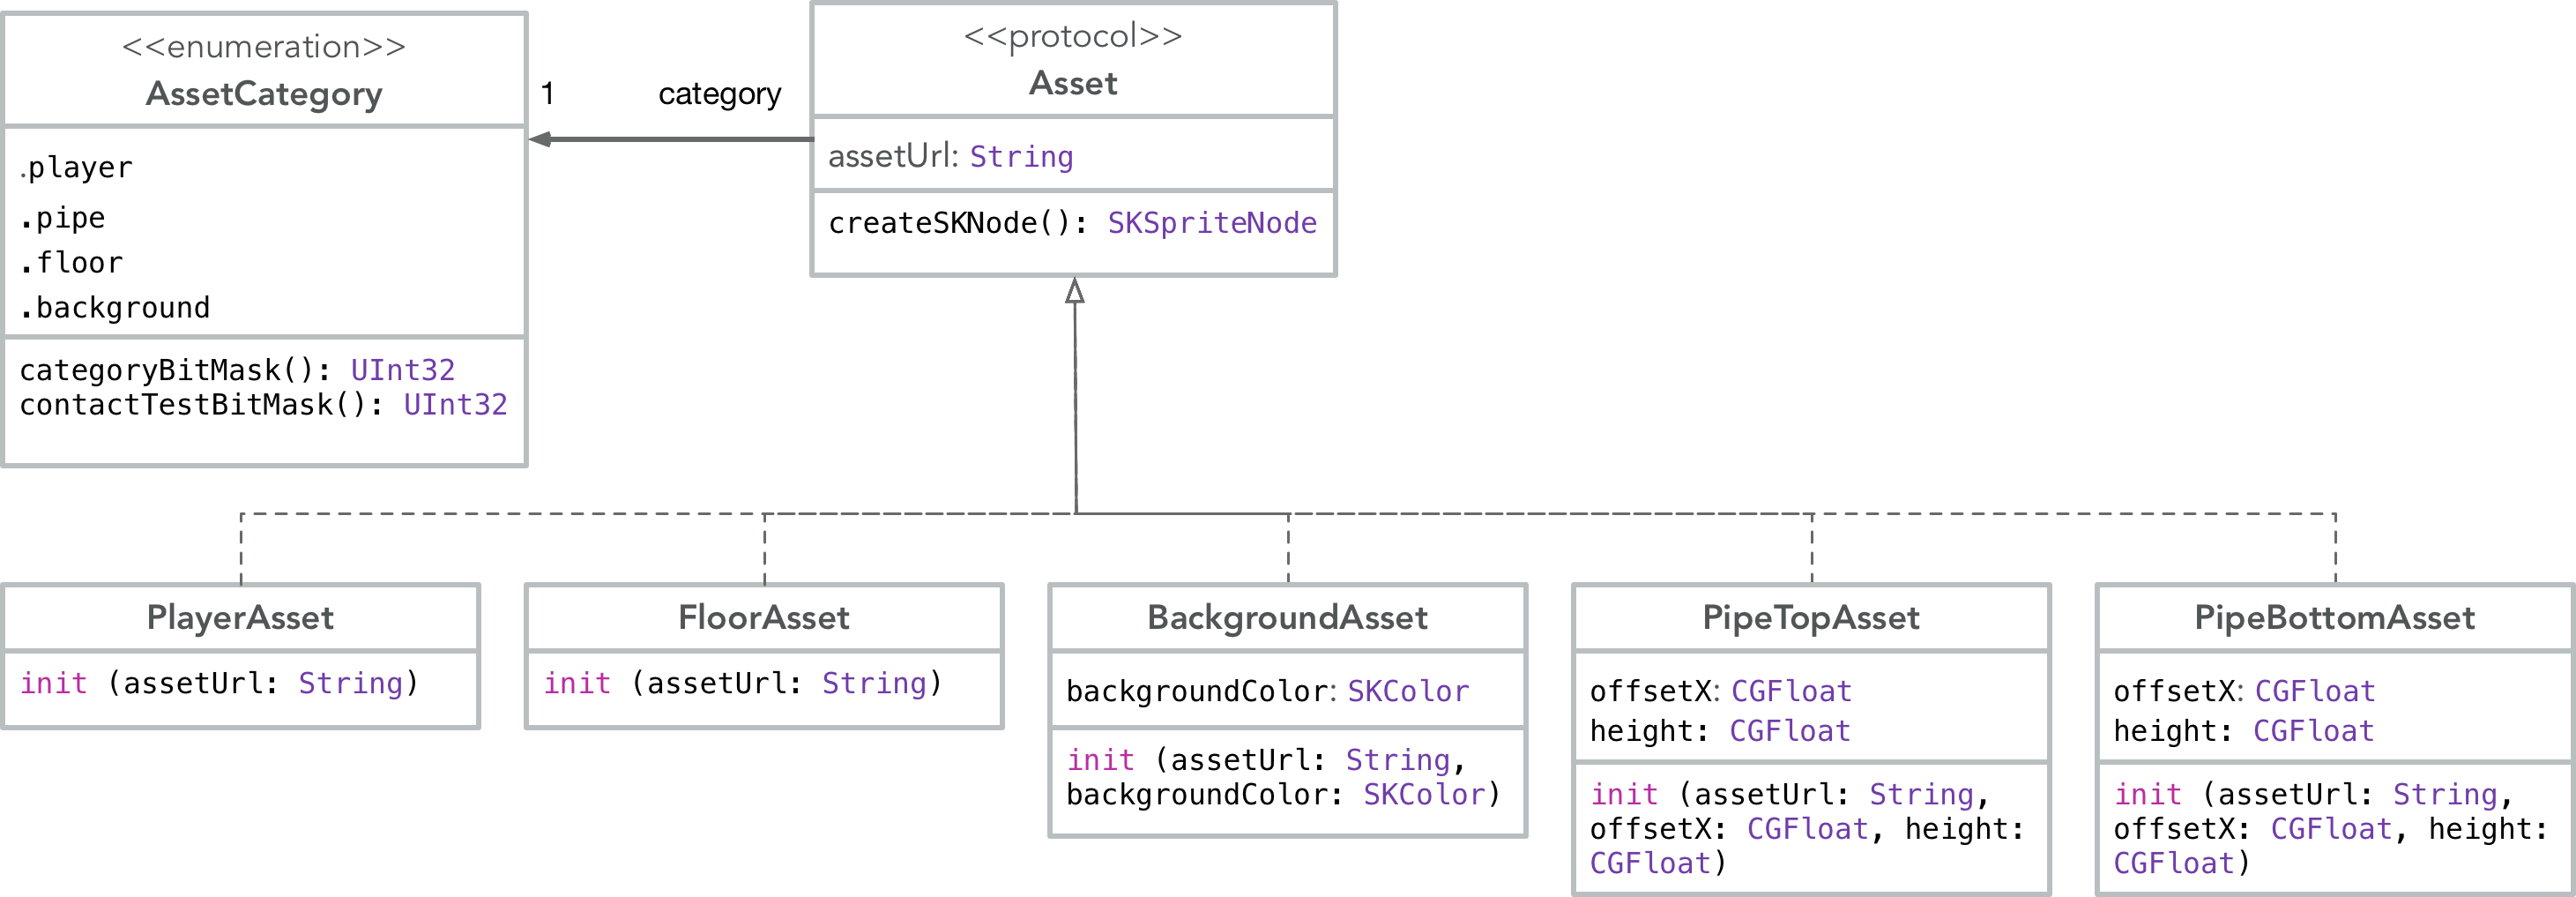 <<enumeration>>
AssetCategory
.player
.pipe
.floor
.background
categoryBitMask(): UInt32
contactTestBitMask(): UInt32
1
category
<<protocol>>
Asset
assetUrl: String
createSKNode(): SKSpriteNode
PlayerAsset
init (assetUrl: String)
FloorAsset
init (assetUrl: String)
BackgroundAsset
backgroundColor: SKColor
init (assetUrl: String,
backgroundColor: SKColor)
PipeTopAsset
offsetX: CGFloat
height: CGFloat
init (assetUrl: String,
offsetX: CGFloat, height:
CGFloat)
PipeBottomAsset
offsetX: CGFloat
height: CGFloat
init (assetUrl: String,
offsetX: CGFloat, height:
CGFloat)